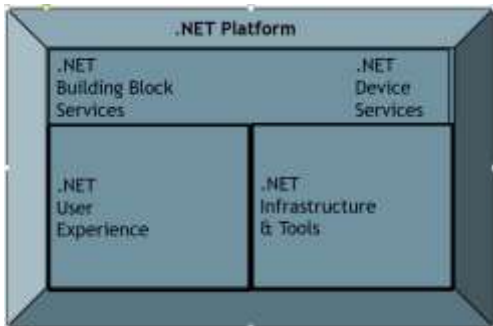 .NET Platform
.NET
Building Block
Services
.NET
Device
Services
.NET
User
Experience
.NET
Infrastructure
& Tools